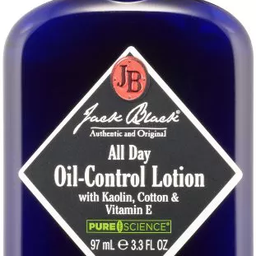 JB
Jack Black
Authentic and Original
All Day
Oil-Control Lotion
with Kaolin, Cotton &
Vitamin E
PURE SCIENCE
97 mL ℮ 3.3 FL OZ